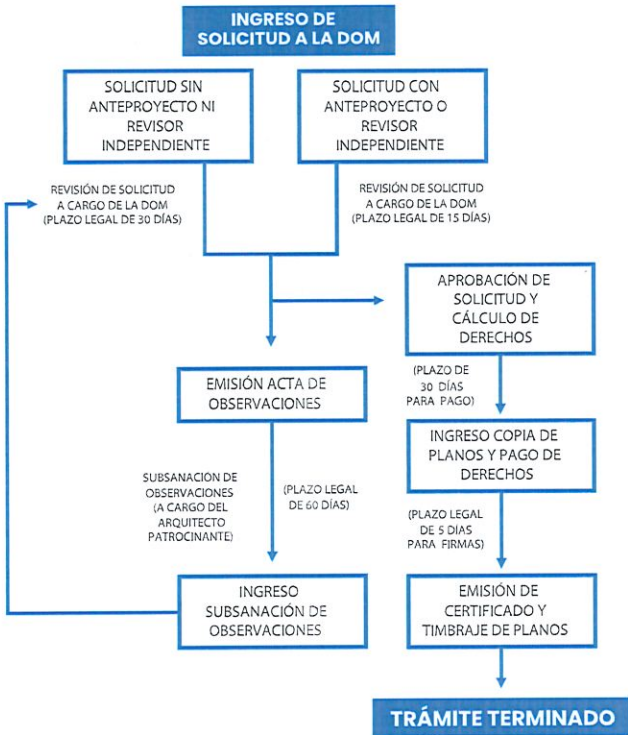 INGRESO DE
SOLICITUD A LA DOM
SOLICITUD SIN
ANTEPROYECTO NI
REVISOR
INDEPENDIENTE
SOLICITUD CON
ANTEPROYECTO O
REVISOR
INDEPENDIENTE
REVISIÓN DE SOLICITUD
A CARGO DE LA DOM
(PLAZO LEGAL DE 30 DÍAS)
REVISIÓN DE SOLICITUD
A CARGO DE LA DOM
(PLAZO LEGAL DE 15 DÍAS)
APROBACIÓN DE
SOLICITUD Y
CÁLCULO DE
DERECHOS
EMISIÓN ACTA DE
OBSERVACIONES
(PLAZO DE
30 DÍAS
PARA PAGO)
INGRESO COPIA DE
PLANOS Y PAGO DE
DERECHOS
SUBSANACIÓN DE
OBSERVACIONES
(A CARGO DEL
ARQUITECTO
PATROCINANTE)
(PLAZO LEGAL
DE 60 DÍAS)
(PLAZO LEGAL
DE 5 DÍAS
PARA FIRMAS)
INGRESO
SUBSANACIÓN DE
OBSERVACIONES
EMISIÓN DE
CERTIFICADO Y
TIMBRAJE DE PLANOS
TRÁMITE TERMINADO